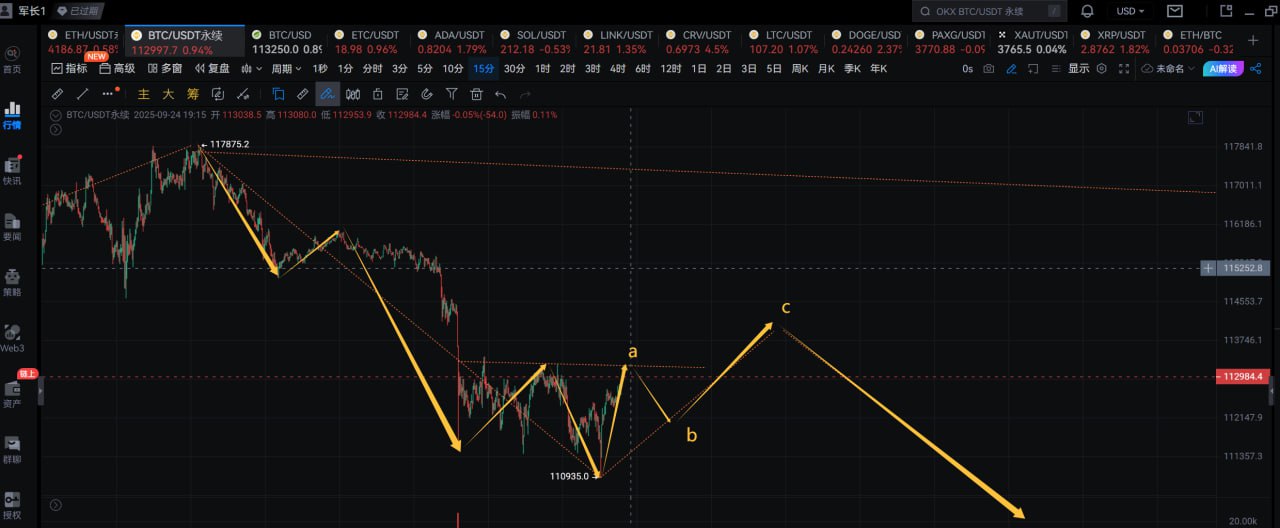 军长1 已过期 OKX BTC/USDT 永续 / USD
ETH/USDT永 BTC/USDT永续 BTC/USD ETC/USDT ADA/USDT SOL/USDT LINK/USDT CRV/USDT LTC/USDT DOGE/USD PAXG/USD XAUT/USD XRP/USDT ETH/BTC
4186.87 0.58% 112997.7 0.94% 113250.0 0.89 18.98 0.96% 0.8204 1.79% 212.18 -0.53% 21.81 1.35% 0.6973 4.5% 107.20 1.07% 0.24260 2.37% 3770.88 -0.09 3765.5 0.04% 2.8762 1.82% 0.03706 -0.32
NEW
首页
指标 高级 多窗 复盘 周期 1秒 1分 分时 3分 5分 10分 15分 30分 1时 2时 3时 4时 6时 12时 1日 2日 3日 5日 周K 月K 季K 年K 0s 显示 未命名 AI解读
主 大 筹
BTC/USDT永续 2025-09-24 19:15 开 113038.5 高 113080.0 低 112953.9 收 112984.4 涨幅 -0.05%(-54.0) 振幅 0.11%
行情
快讯
要闻
策略
Web3
链上
资产
群聊
授权
117875.2
117841.8
117011.1
116186.1
115252.8
114553.7
c
113746.1
a
112984.4
112147.9
b
111357.3
110935.0
20.00k